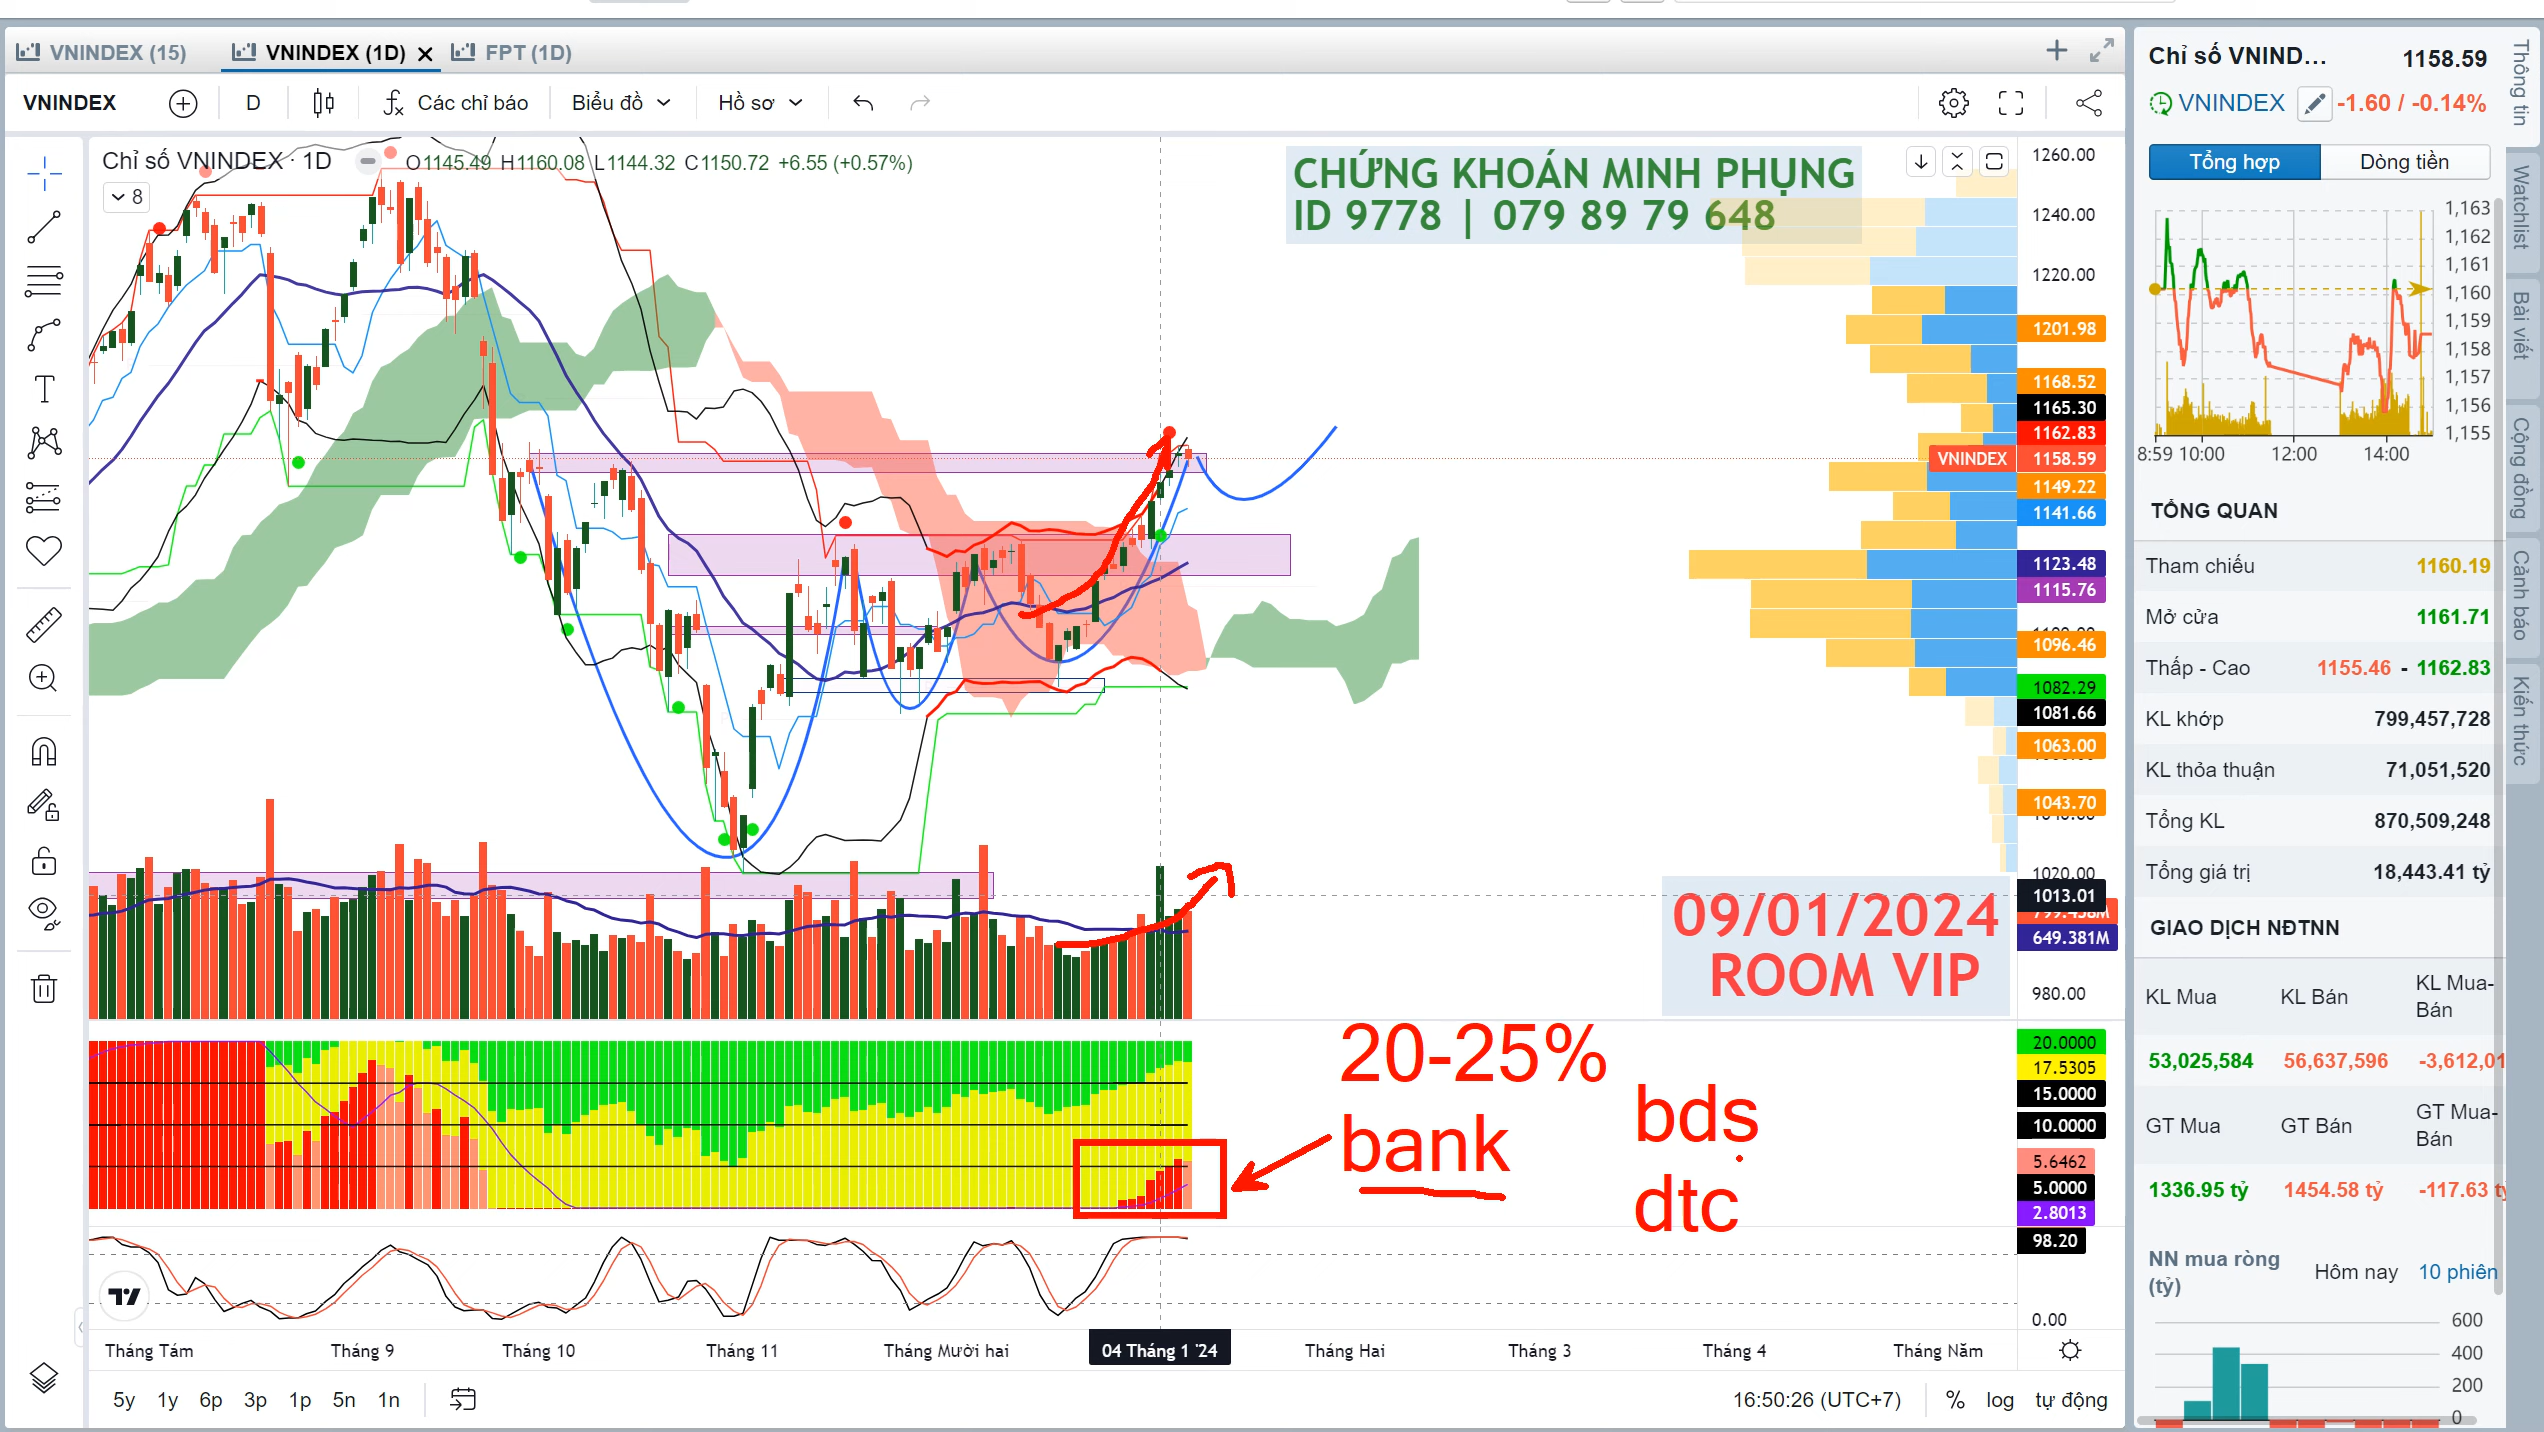 VNINDEX (15)
VNINDEX (1D)
FPT (1D)
VNINDEX
D
Các chỉ báo
Biểu đồ
Hồ sơ
Chỉ số VNINDEX · 1D
O1145.49 H1160.08 L1144.32 C1150.72 +6.55 (+0.57%)
8
CHỨNG KHOÁN MINH PHỤNG
ID 9778 | 079 89 79 648
1260.00
1240.00
1220.00
1201.98
1168.52
1165.30
1162.83
VNINDEX 1158.59
1149.22
1141.66
1123.48
1115.76
1096.46
1082.29
1081.66
1063.00
1043.70
1020.00
1013.01
799.458M
649.381M
980.00
09/01/2024
ROOM VIP
20-25%
bank
bds
dtc
20.0000
17.5305
15.0000
10.0000
5.6462
5.0000
2.8013
98.20
0.00
Tháng Tám
Tháng 9
Tháng 10
Tháng 11
Tháng Mười hai
04 Tháng 1 '24
Tháng Hai
Tháng 3
Tháng 4
Tháng Năm
5y 1y 6p 3p 1p 5n 1n
16:50:26 (UTC+7)
% log tự động
Chỉ số VNIND... 1158.59
VNINDEX -1.60 / -0.14%
Tổng hợp
Dòng tiền
1,163
1,162
1,161
1,160
1,159
1,158
1,157
1,156
1,155
8:59 10:00 12:00 14:00
TỔNG QUAN
Tham chiếu 1160.19
Mở cửa 1161.71
Thấp - Cao 1155.46 - 1162.83
KL khớp 799,457,728
KL thỏa thuận 71,051,520
Tổng KL 870,509,248
Tổng giá trị 18,443.41 tỷ
GIAO DỊCH NĐTNN
KL Mua KL Bán KL Mua-
Bán
53,025,584 56,637,596 -3,612,01
GT Mua GT Bán GT Mua-
Bán
1336.95 tỷ 1454.58 tỷ -117.63 tỷ
NN mua ròng
(tỷ)
Hôm nay
10 phiên
600
400
200
0
Thông tin
Watchlist
Bài viết
Cộng đồng
Cảnh báo
Kiến thức